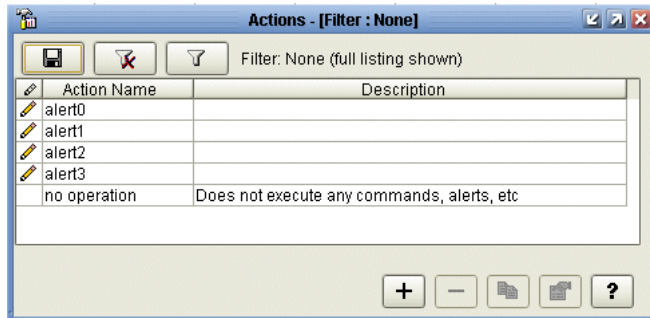 Actions - [Filter : None]
Filter: None (full listing shown)
Action Name Description
alert0
alert1
alert2
alert3
no operation Does not execute any commands, alerts, etc
+ − ?